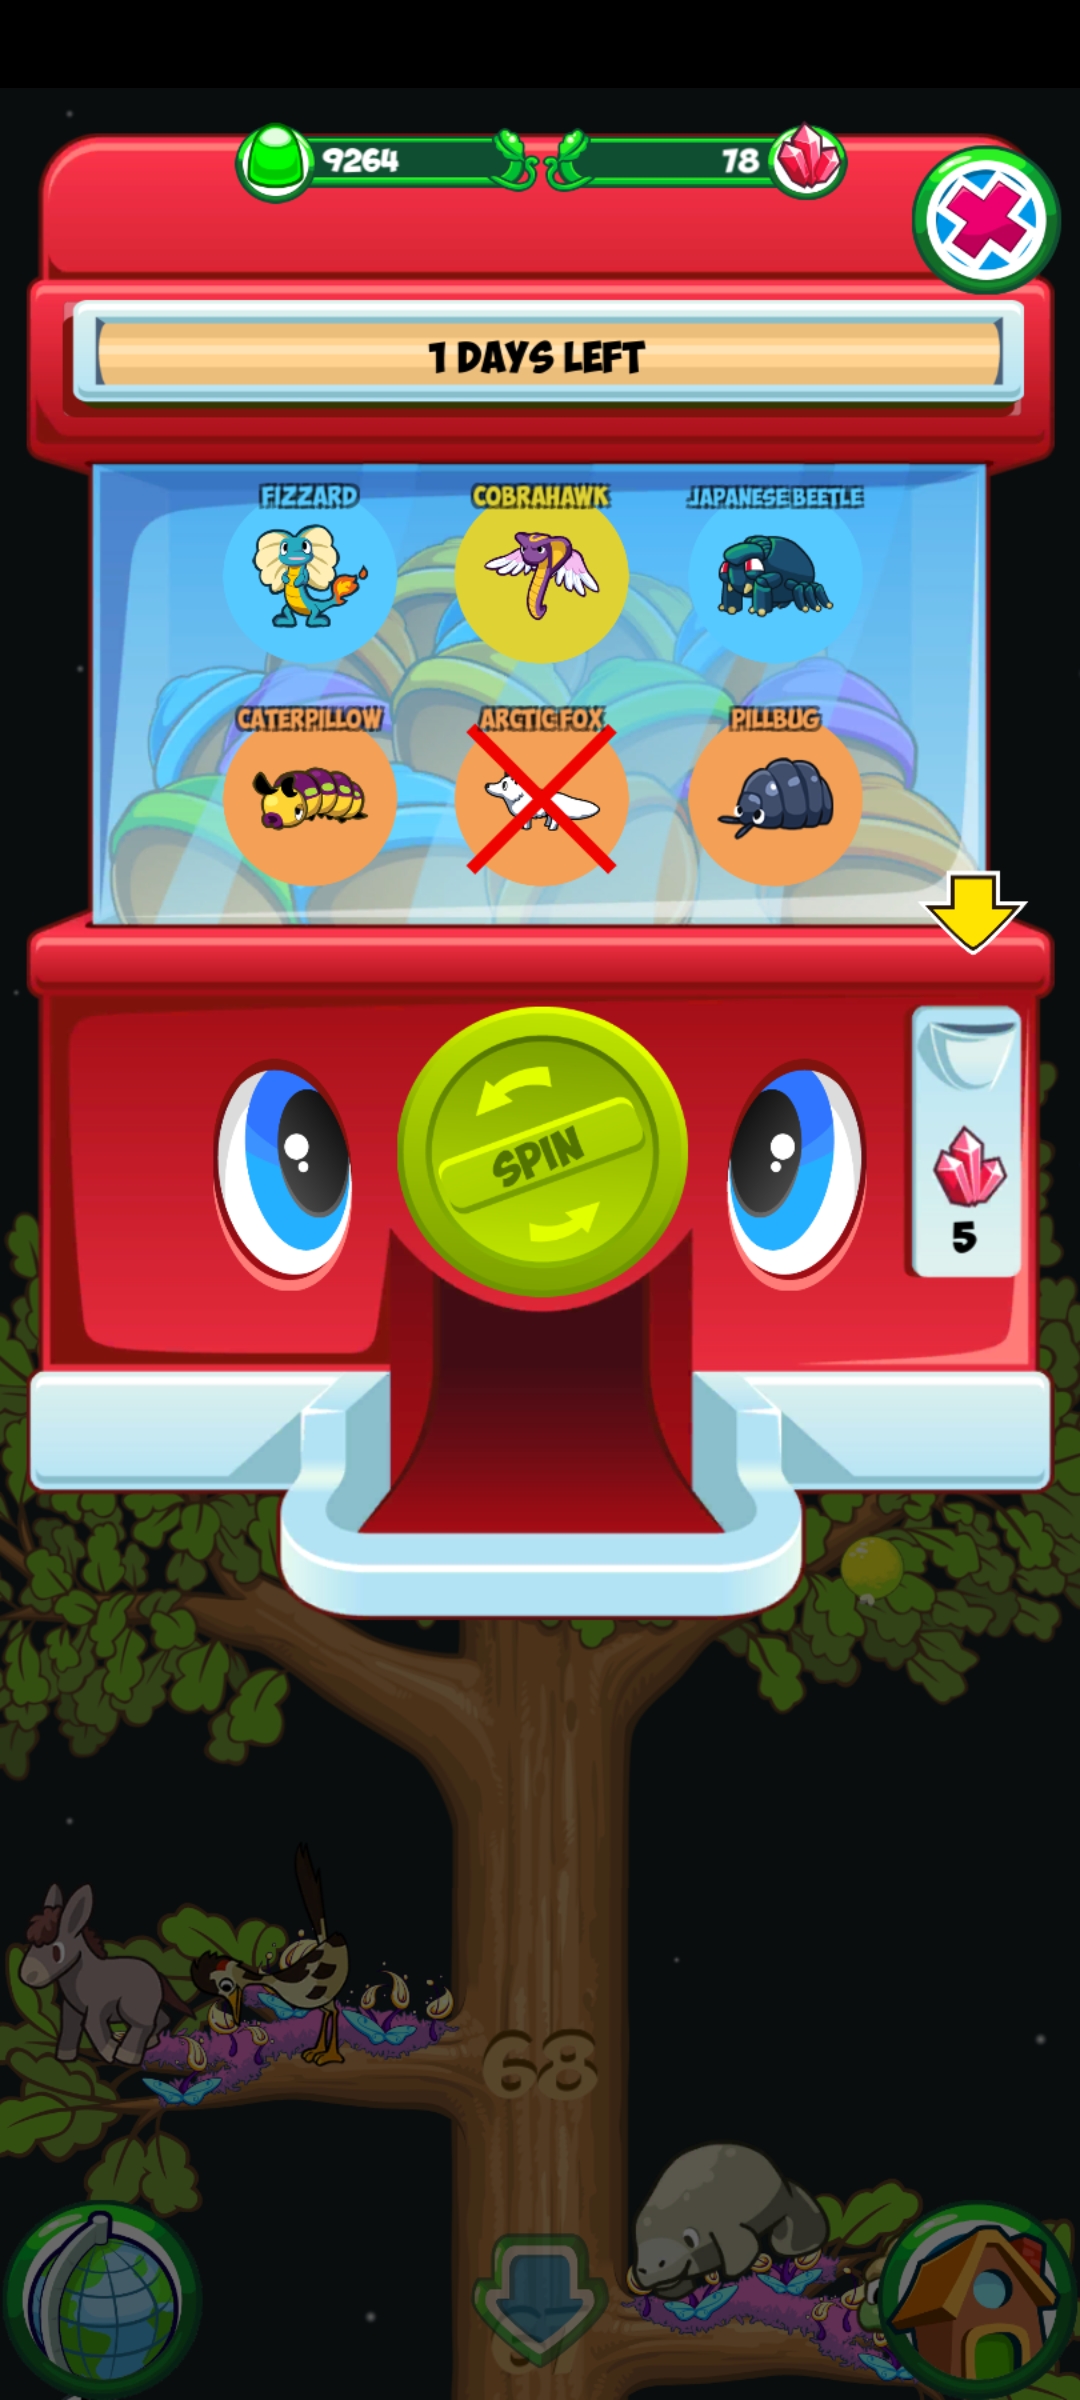 9264 78
1 DAYS LEFT
FIZZARD COBRAHAWK JAPANESE BEETLE
CATERPILLOW ARCTIC FOX PILLBUG
SPIN
5
68